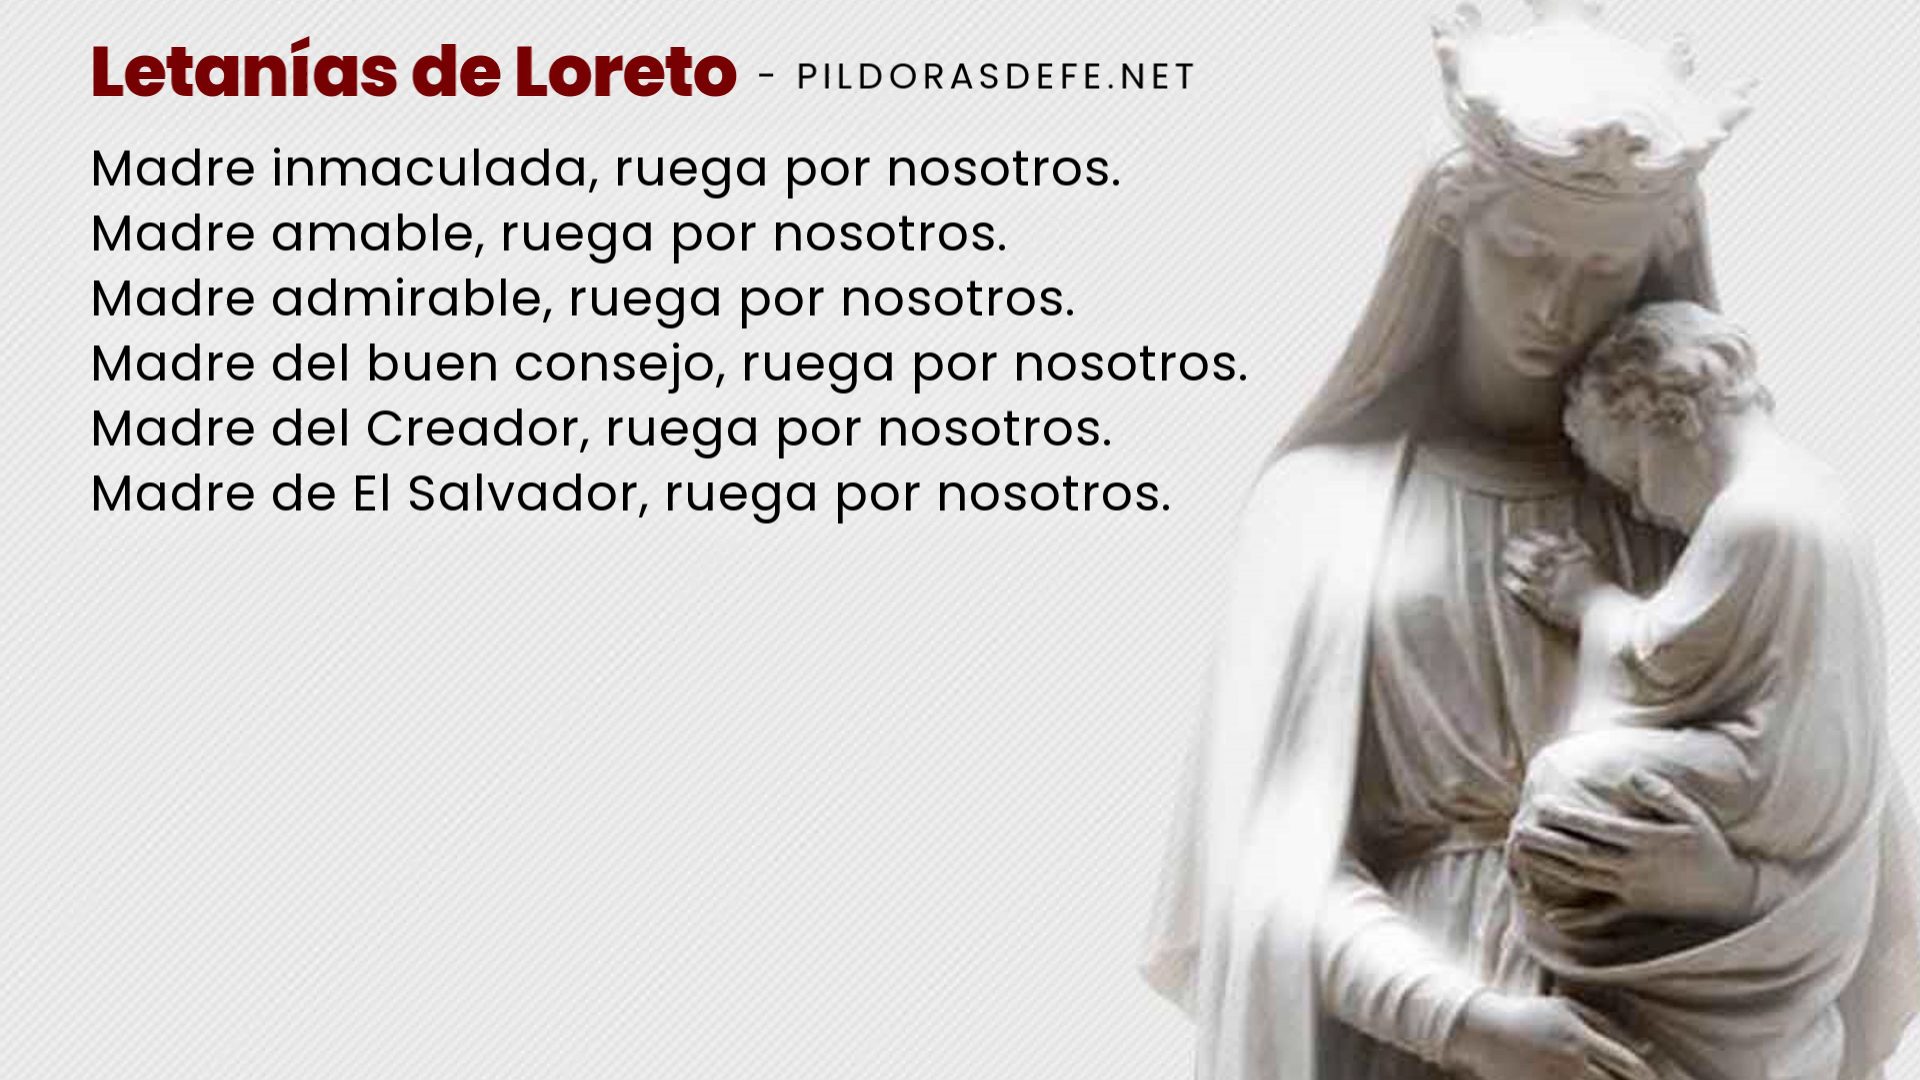 Letanías de Loreto - PILDORASDEFE.NET
Madre inmaculada, ruega por nosotros.
Madre amable, ruega por nosotros.
Madre admirable, ruega por nosotros.
Madre del buen consejo, ruega por nosotros.
Madre del Creador, ruega por nosotros.
Madre de El Salvador, ruega por nosotros.